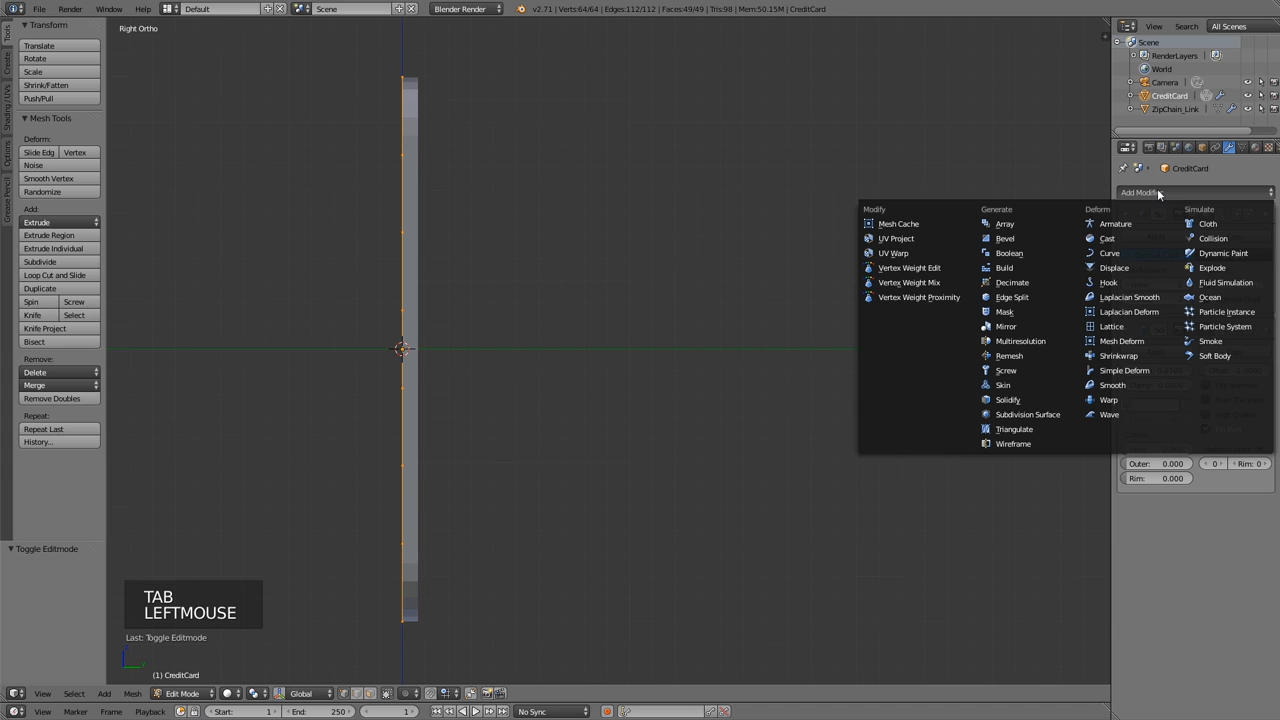 File Render Window Help Default Scene Blender Render v2.71 | Verts:64/64 | Edges:112/112 | Faces:49/49 | Tris:98 | Mem:50.15M | CreditCard
Right Ortho
Tools
Create
Shading / UVs
Options
Grease Pencil
Transform
Translate
Rotate
Scale
Shrink/Fatten
Push/Pull
Mesh Tools
Deform:
Slide Edg Vertex
Noise
Smooth Vertex
Randomize
Add:
Extrude
Extrude Region
Extrude Individual
Subdivide
Loop Cut and Slide
Duplicate
Spin Screw
Knife Select
Knife Project
Bisect
Remove:
Delete
Merge
Remove Doubles
Repeat:
Repeat Last
History...
Toggle Editmode
TAB
LEFTMOUSE
Last: Toggle Editmode
(1) CreditCard
View Search All Scenes
Scene
RenderLayers
World
Camera
CreditCard
ZipChain_Link
CreditCard
Add Modifier
Modify
Mesh Cache
UV Project
UV Warp
Vertex Weight Edit
Vertex Weight Mix
Vertex Weight Proximity
Generate
Array
Bevel
Boolean
Build
Decimate
Edge Split
Mask
Mirror
Multiresolution
Remesh
Screw
Skin
Solidify
Subdivision Surface
Triangulate
Wireframe
Deform
Armature
Cast
Curve
Displace
Hook
Laplacian Smooth
Laplacian Deform
Lattice
Mesh Deform
Shrinkwrap
Simple Deform
Smooth
Warp
Wave
Simulate
Cloth
Collision
Dynamic Paint
Explode
Fluid Simulation
Ocean
Particle Instance
Particle System
Smoke
Soft Body
Outer: 0.000 0 Rim: 0
Rim: 0.000
View Select Add Mesh Edit Mode Global
View Marker Frame Playback Start: 1 End: 250 1 No Sync